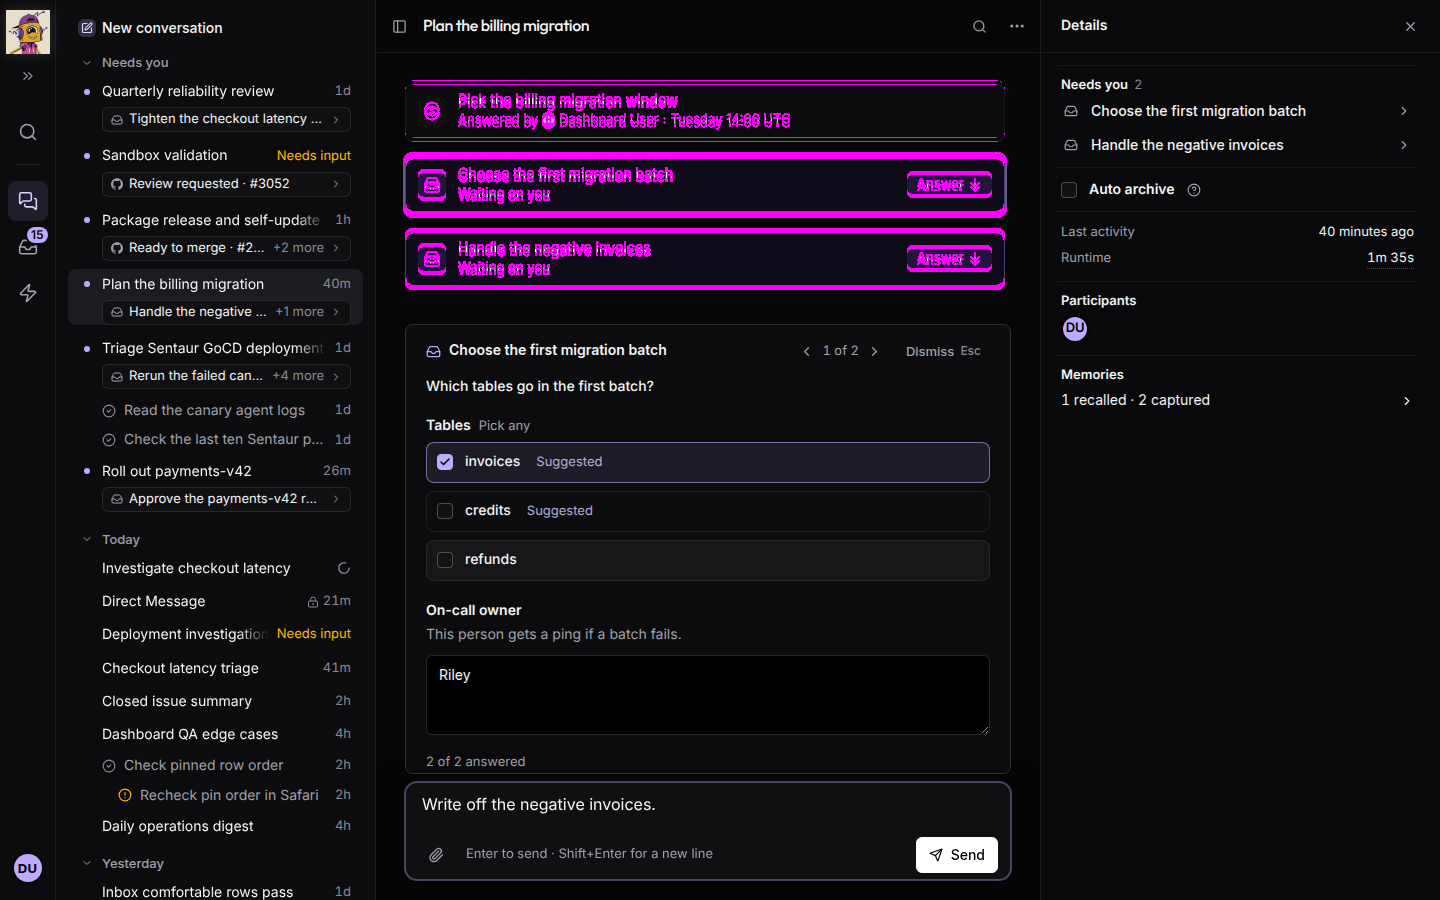 New conversation
Needs you
Quarterly reliability review 1d
Tighten the checkout latency ...
Sandbox validation Needs input
Review requested · #3052
Package release and self-update 1h
Ready to merge · #2... +2 more
15
Plan the billing migration 40m
Handle the negative ... +1 more
Triage Sentaur GoCD deployment 1d
Rerun the failed can... +4 more
Read the canary agent logs 1d
Check the last ten Sentaur p... 1d
Roll out payments-v42 26m
Approve the payments-v42 r...
Today
Investigate checkout latency
Direct Message 21m
Deployment investigation Needs input
Checkout latency triage 41m
Closed issue summary 2h
Dashboard QA edge cases 4h
Check pinned row order 2h
Recheck pin order in Safari 2h
Daily operations digest 4h
Yesterday
Inbox comfortable rows pass 1d
DU
Plan the billing migration
Pick the billing migration window
Answered by Dashboard User · Tuesday 14:00 UTC
Choose the first migration batch
Waiting on you
Answer
Handle the negative invoices
Waiting on you
Answer
Choose the first migration batch 1 of 2 Dismiss Esc
Which tables go in the first batch?
Tables Pick any
invoices Suggested
credits Suggested
refunds
On-call owner
This person gets a ping if a batch fails.
Riley
2 of 2 answered
Write off the negative invoices.
Enter to send · Shift+Enter for a new line Send
Details
Needs you 2
Choose the first migration batch
Handle the negative invoices
Auto archive
Last activity 40 minutes ago
Runtime 1m 35s
Participants
DU
Memories
1 recalled · 2 captured